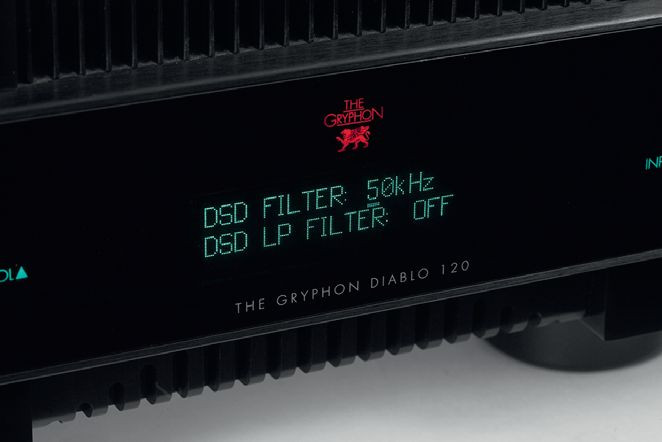 THE
GRYPHON
DSD FILTER: 50kHz
DSD LP FILTER: OFF
THE GRYPHON DIABLO 120